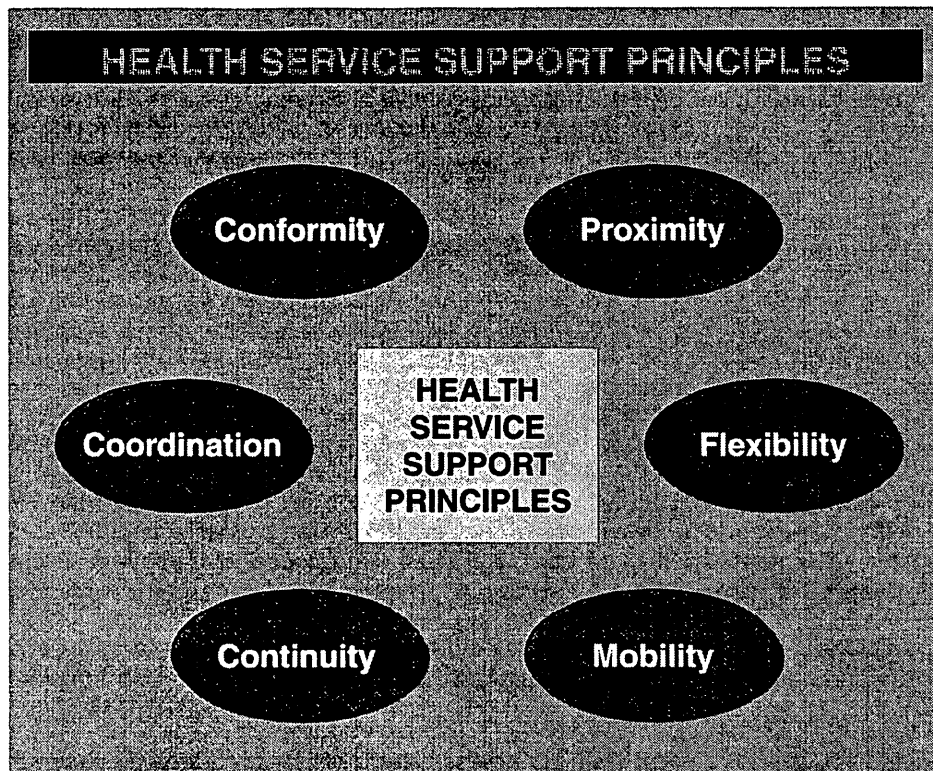 HEALTH SERVICE SUPPORT PRINCIPLES
Conformity
Proximity
Coordination
HEALTH
SERVICE
SUPPORT
PRINCIPLES
Flexibility
Continuity
Mobility